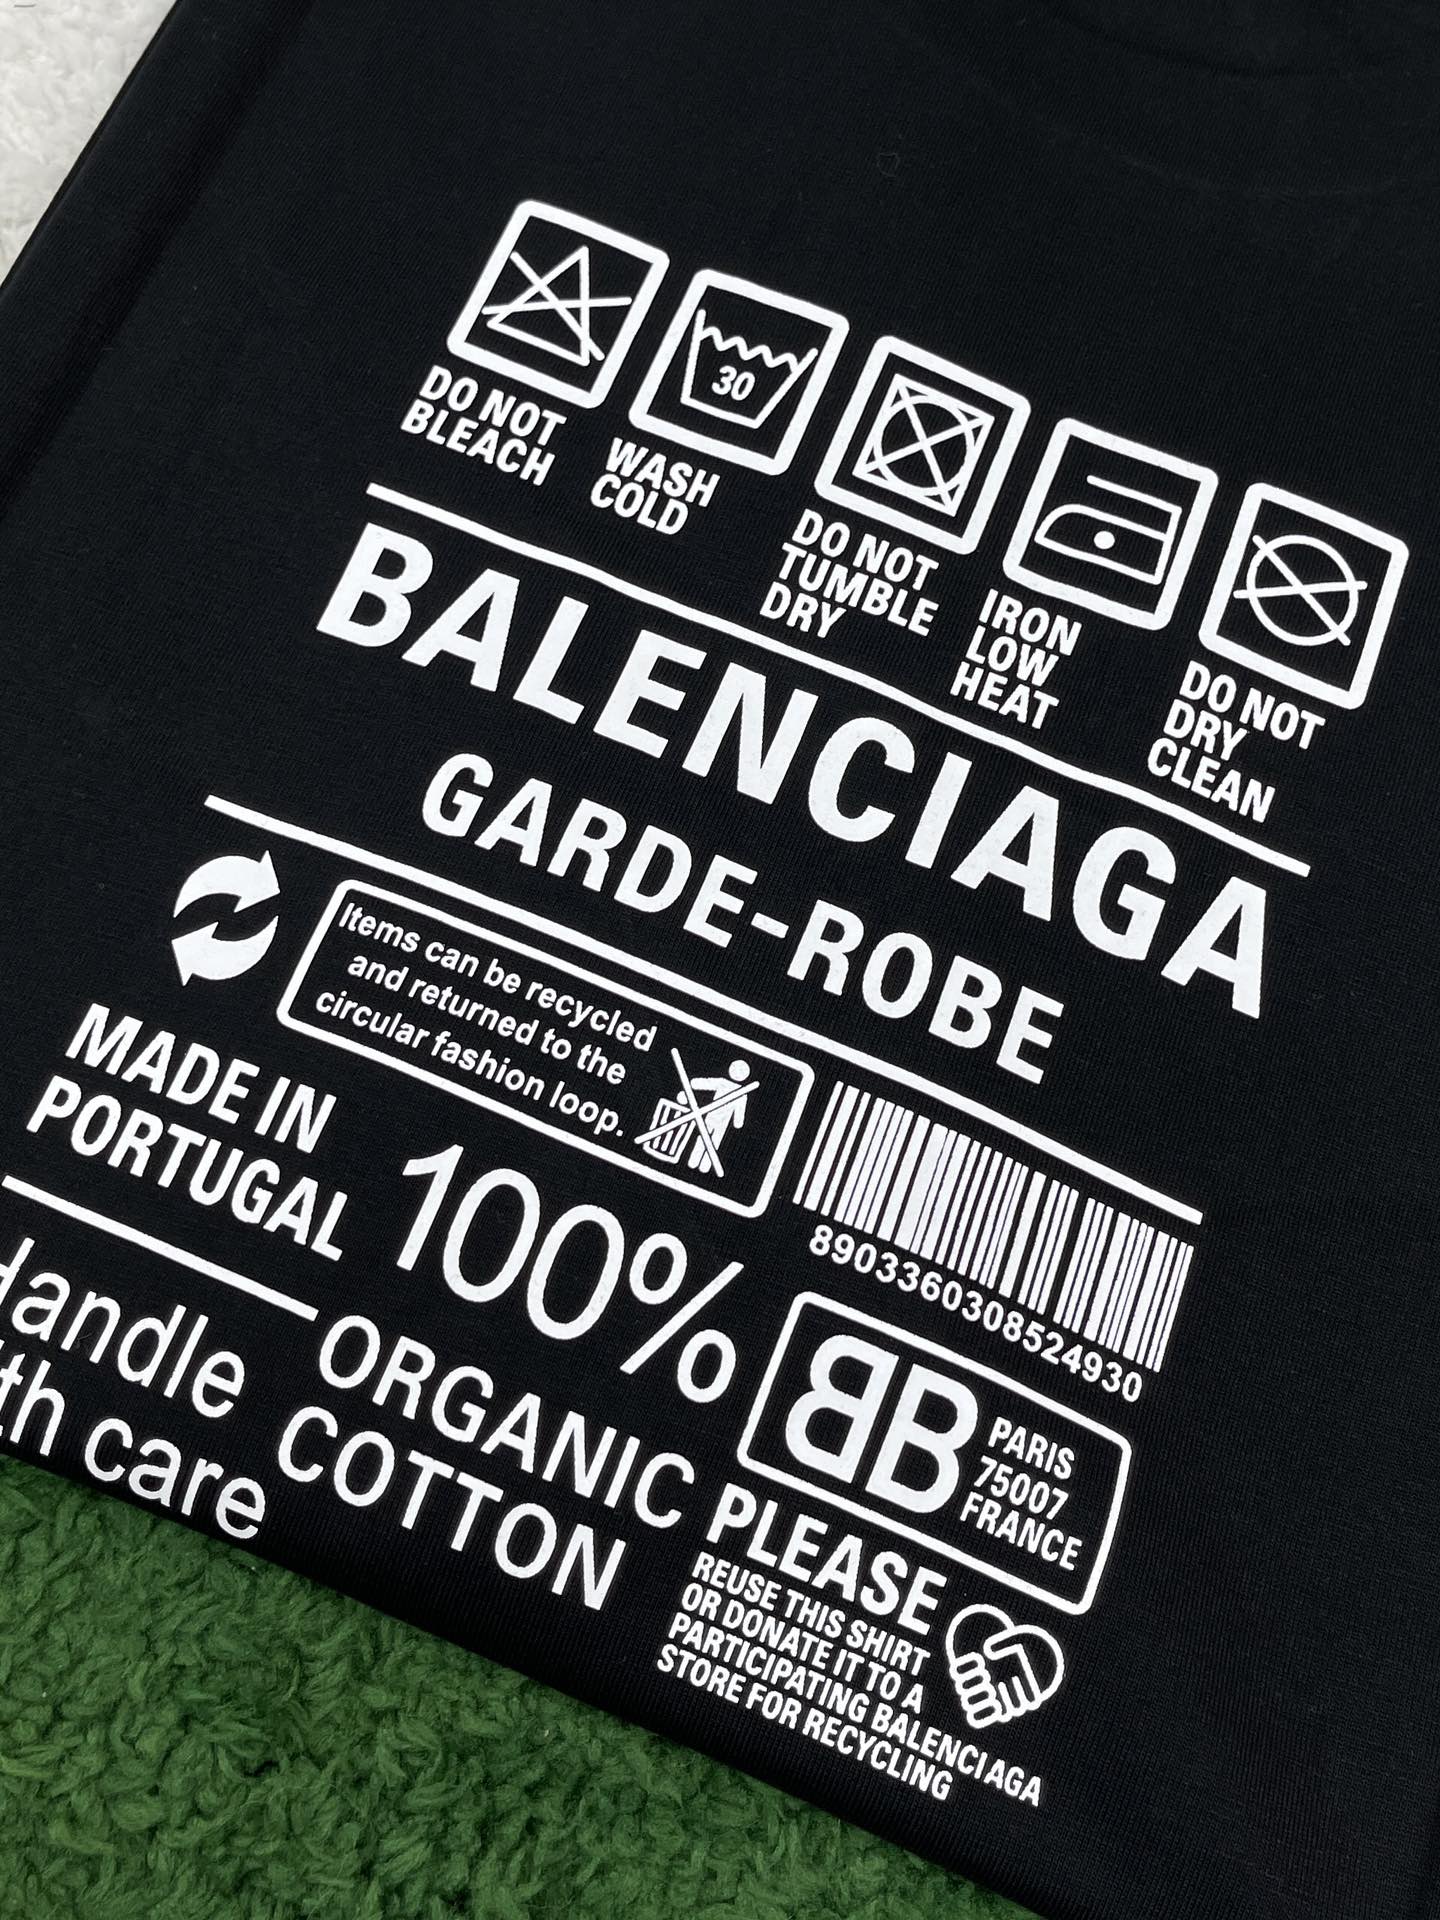 DO NOT
BLEACH
30
WASH
COLD
DO NOT
TUMBLE
DRY
IRON
LOW
HEAT
DO NOT
DRY
CLEAN
BALENCIAGA
GARDE-ROBE
Items can be recycled
and returned to the
circular fashion loop.
MADE IN
PORTUGAL
100%
ORGANIC
COTTON
8903360308524930
BB
PARIS
75007
FRANCE
Handle
care
PLEASE
REUSE THIS SHIRT
OR DONATE IT TO A
PARTICIPATING BALENCIAGA
STORE FOR RECYCLING